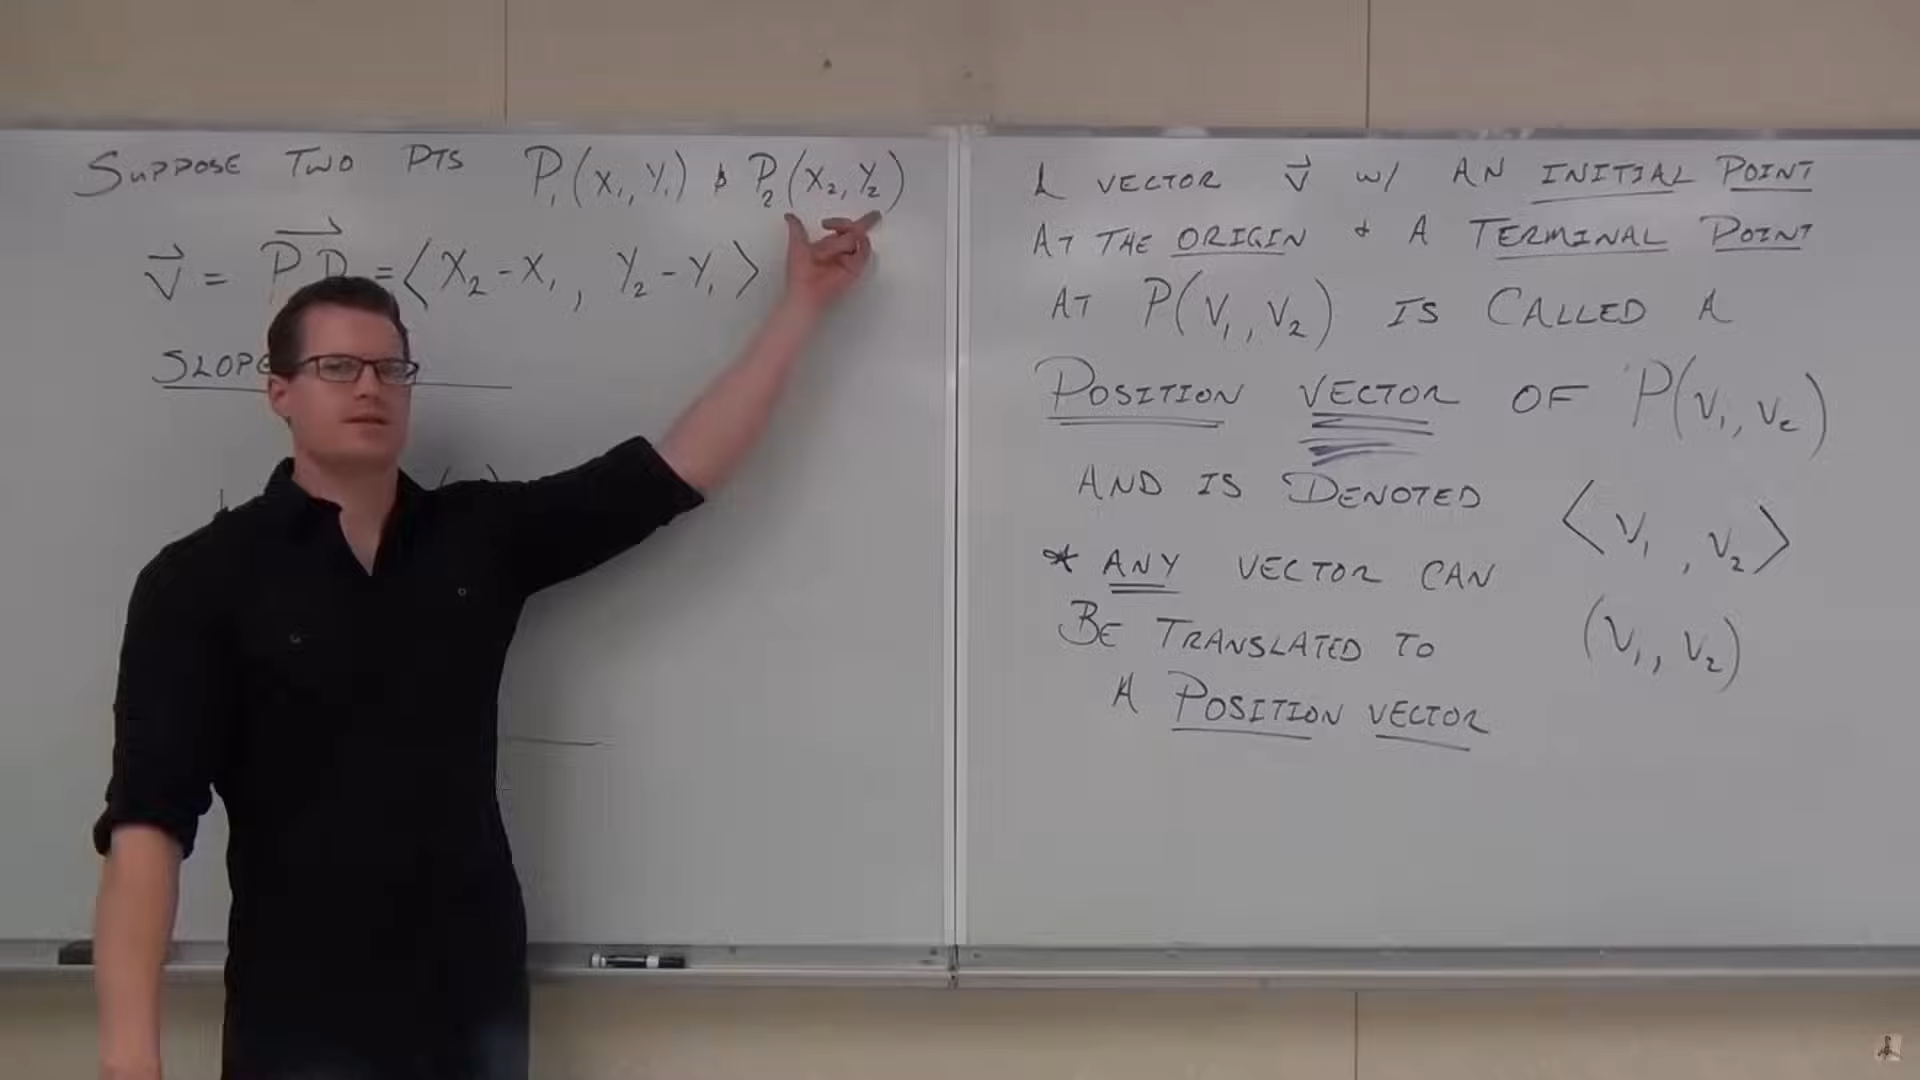 SUPPOSE TWO PTS P₁(X₁, Y₁) & P₂(X₂, Y₂)
V⃗ = P P = ⟨X₂ - X₁, Y₂ - Y₁⟩
SLOPE
A VECTOR V⃗ W/ AN INITIAL POINT
AT THE ORIGIN & A TERMINAL POINT
AT P(V₁, V₂) IS CALLED A
POSITION VECTOR OF P(V₁, V₂)
AND IS DENOTED ⟨V₁, V₂⟩
* ANY VECTOR CAN
BE TRANSLATED TO (V₁, V₂)
A POSITION VECTOR